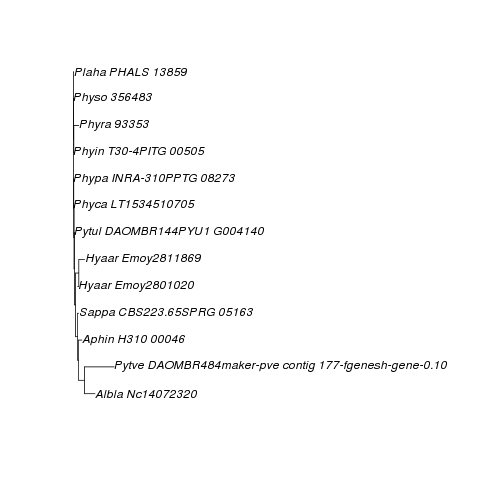 Plaha PHALS 13859
Physo 356483
Phyra 93353
Phyin T30-4PITG 00505
Phypa INRA-310PPTG 08273
Phyca LT1534510705
Pytul DAOMBR144PYU1 G004140
Hyaar Emoy2811869
Hyaar Emoy2801020
Sappa CBS223.65SPRG 05163
Aphin H310 00046
Pytve DAOMBR484maker-pve contig 177-fgenesh-gene-0.10
Albla Nc14072320